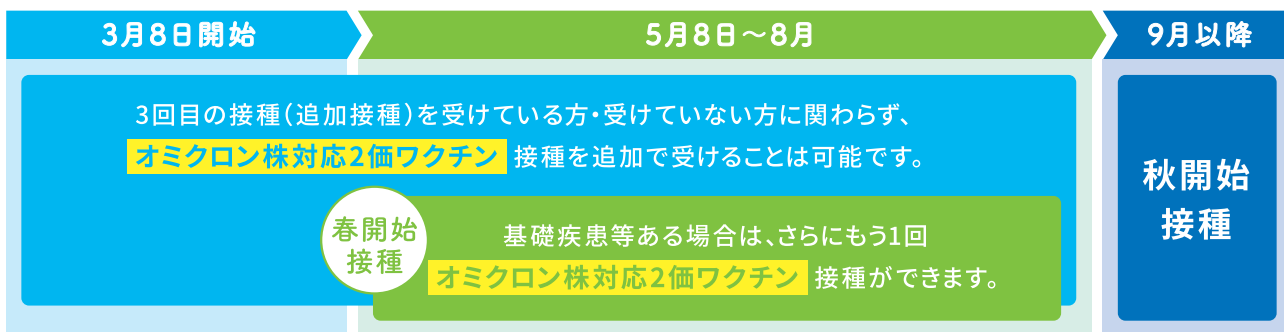 3月8日開始
5月8日〜8月
9月以降
3回目の接種(追加接種)を受けている方・受けていない方に関わらず、
オミクロン株対応2価ワクチン 接種を追加で受けることは可能です。
春開始
接種
基礎疾患等ある場合は、さらにもう1回
オミクロン株対応2価ワクチン 接種ができます。
秋開始
接種